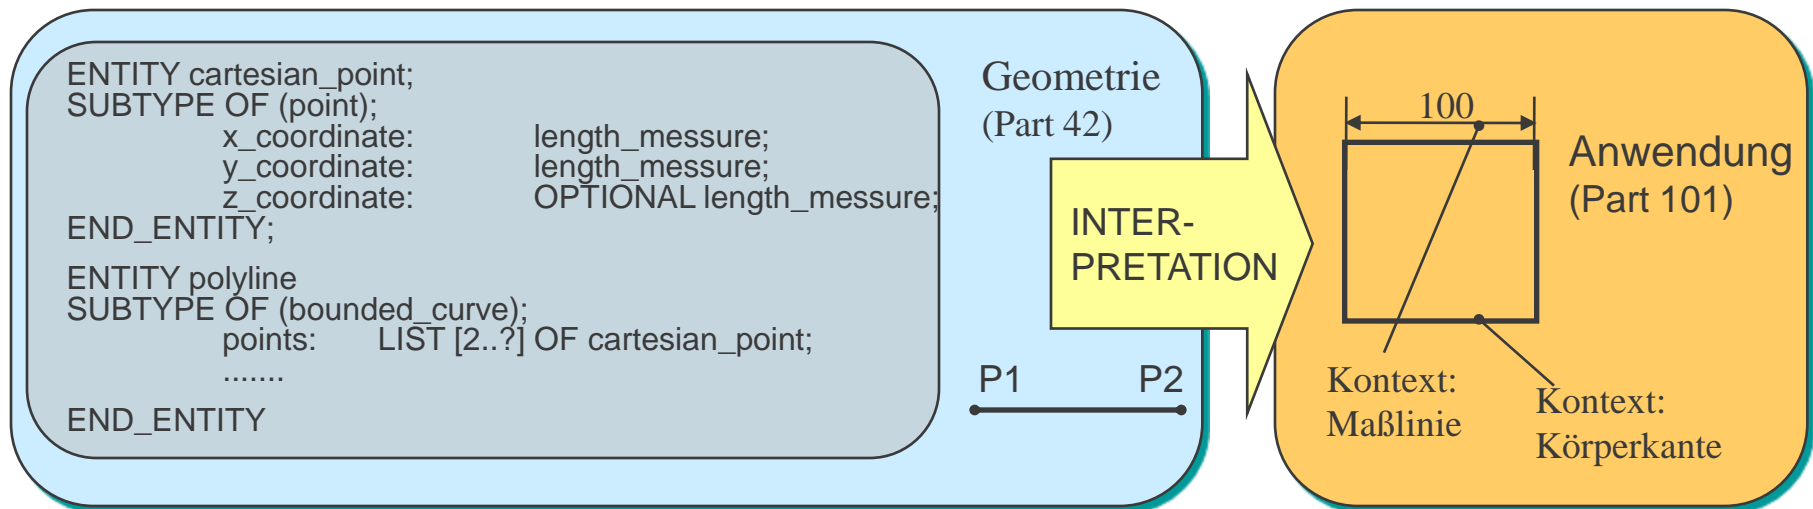 ENTITY cartesian_point;
SUBTYPE OF (point);
x_coordinate: length_messure;
y_coordinate: length_messure;
z_coordinate: OPTIONAL length_messure;
END_ENTITY;
ENTITY polyline
SUBTYPE OF (bounded_curve);
points: LIST [2..?] OF cartesian_point;
.......
END_ENTITY
Geometrie
(Part 42)
P1 P2
INTER-
PRETATION
100
Anwendung
(Part 101)
Kontext:
Maßlinie
Kontext:
Körperkante